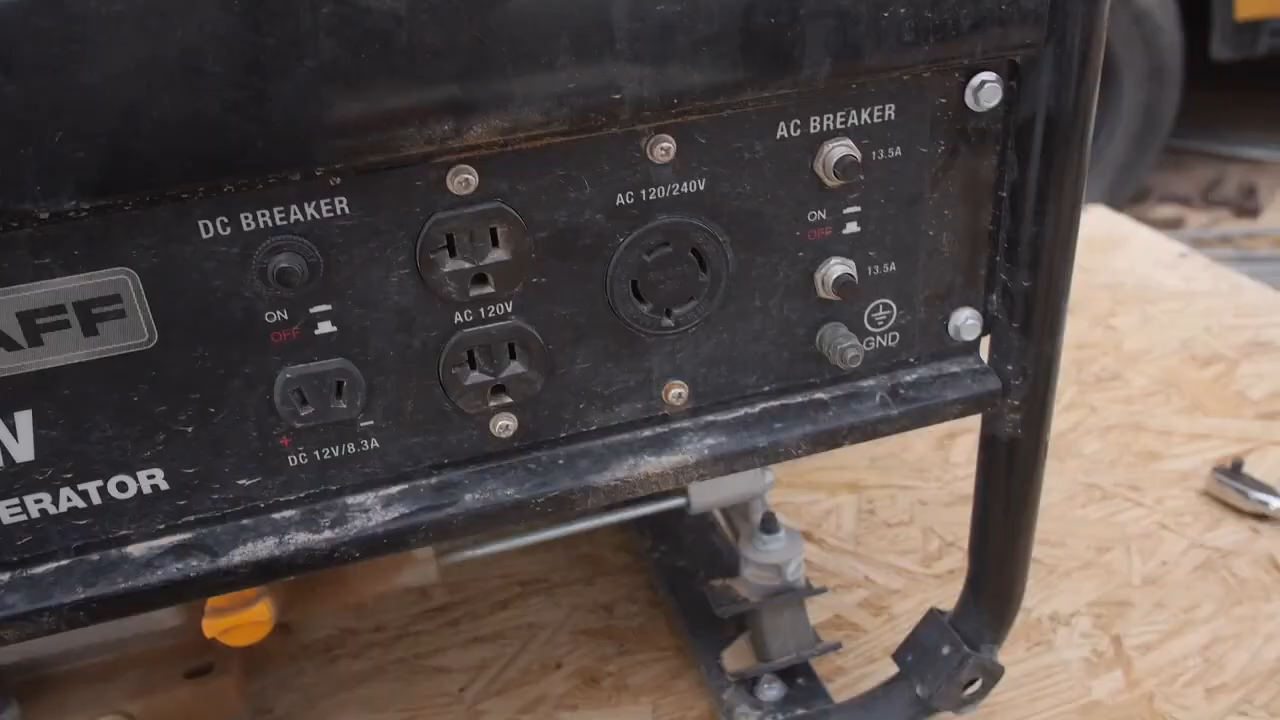 AFF
N
ERATOR
DC BREAKER
ON
OFF
+ −
DC 12V/8.3A
AC 120V
AC 120/240V
AC BREAKER
13.5A
ON
OFF
13.5A
GND